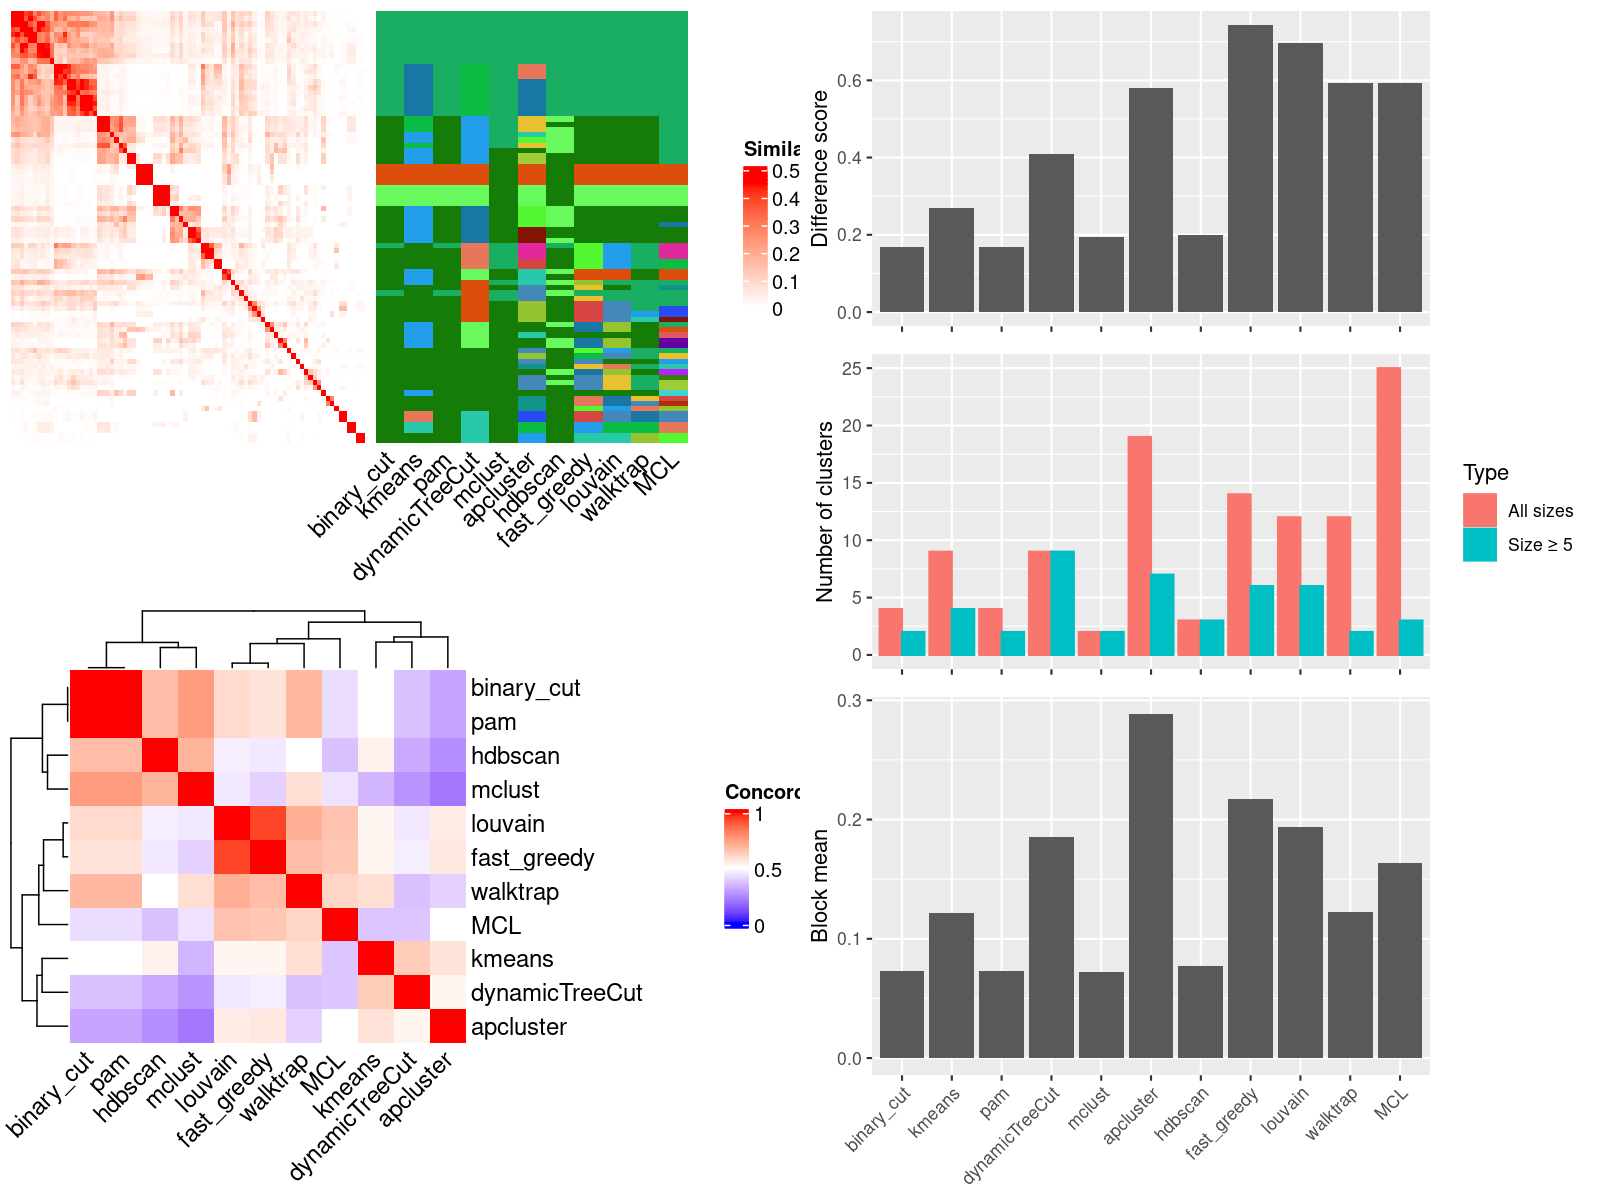 Simila
0.5
0.4
0.3
0.2
0.1
0
binary_cut
kmeans
pam
dynamicTreeCut
mclust
apcluster
hdbscan
fast_greedy
louvain
walktrap
MCL
binary_cut
pam
hdbscan
mclust
louvain
fast_greedy
walktrap
MCL
kmeans
dynamicTreeCut
apcluster
binary_cut
pam
hdbscan
mclust
louvain
fast_greedy
walktrap
MCL
kmeans
dynamicTreeCut
apcluster
Concord
1
0.5
0
Difference score
0.6
0.4
0.2
0.0
Number of clusters
25
20
15
10
5
0
Type
All sizes
Size ≥ 5
Block mean
0.3
0.2
0.1
0.0
binary_cut
kmeans
pam
dynamicTreeCut
mclust
apcluster
hdbscan
fast_greedy
louvain
walktrap
MCL